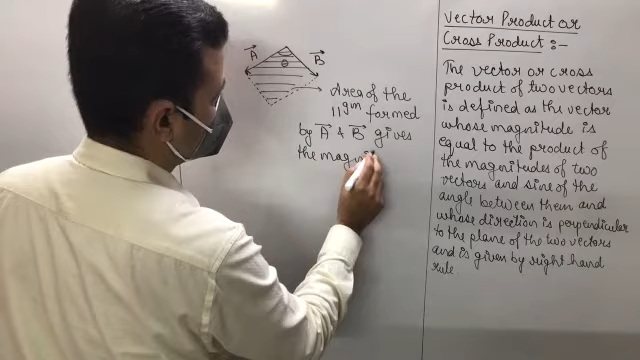 Vector Product or
Cross Product :-
The vector or cross
product of two vectors
is defined as the vector
whose magnitude is
equal to the product of
the magnitudes of two
vectors and sine of the
angle between them and
whose direction is perpendicular
to the plane of the two vectors
and is given by right hand
rule
A⃗ B⃗
θ
Area of the
||gm formed
by A⃗ & B⃗ gives
the magni